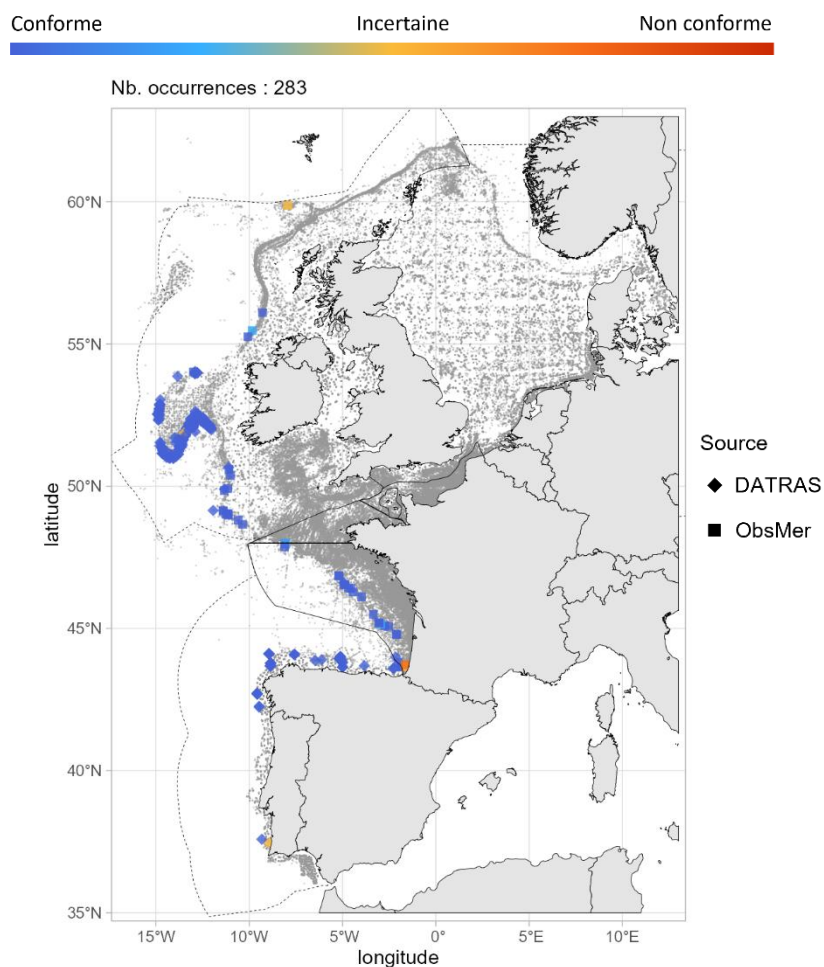 Conforme Incertaine Non conforme
Nb. occurrences : 283
60°N
55°N
50°N
45°N
40°N
35°N
latitude
15°W 10°W 5°W 0°E 5°E 10°E
longitude
Source
DATRAS
ObsMer